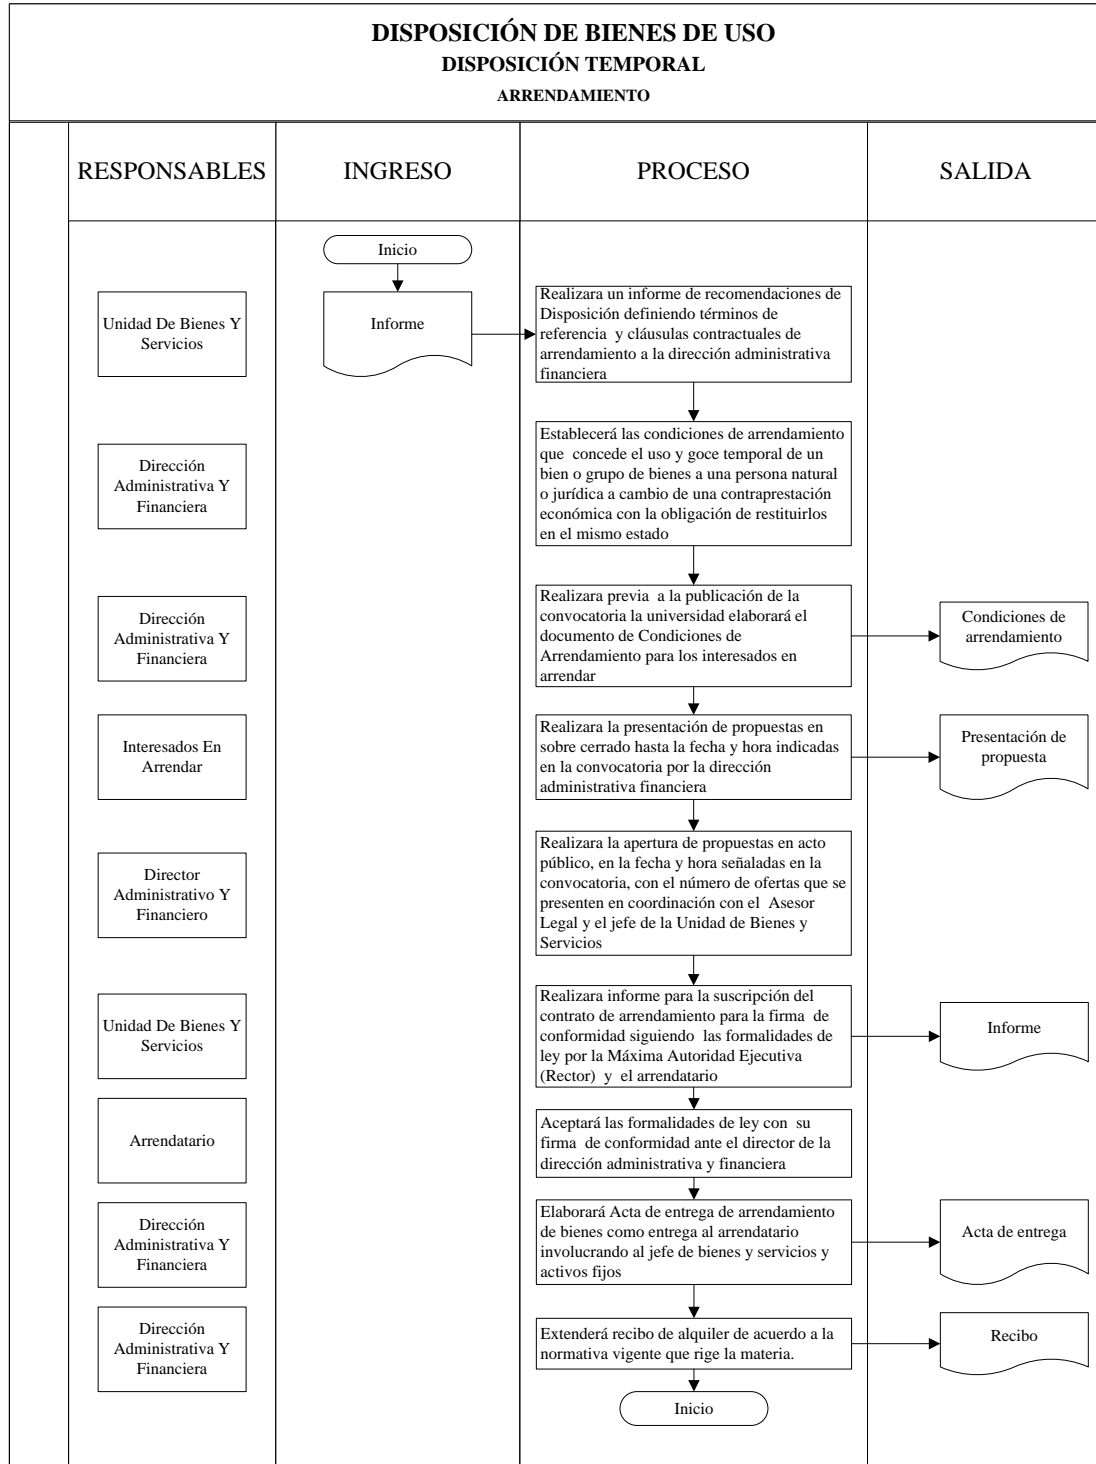 DISPOSICIÓN DE BIENES DE USO
DISPOSICIÓN TEMPORAL
ARRENDAMIENTO
RESPONSABLES
INGRESO
PROCESO
SALIDA
Inicio
Unidad De Bienes Y
Servicios
Informe
Realizara un informe de recomendaciones de
Disposición definiendo términos de
referencia y cláusulas contractuales de
arrendamiento a la dirección administrativa
financiera
Dirección
Administrativa Y
Financiera
Establecerá las condiciones de arrendamiento
que concede el uso y goce temporal de un
bien o grupo de bienes a una persona natural
o jurídica a cambio de una contraprestación
económica con la obligación de restituirlos
en el mismo estado
Dirección
Administrativa Y
Financiera
Realizara previa a la publicación de la
convocatoria la universidad elaborará el
documento de Condiciones de
Arrendamiento para los interesados en
arrendar
Condiciones de
arrendamiento
Interesados En
Arrendar
Realizara la presentación de propuestas en
sobre cerrado hasta la fecha y hora indicadas
en la convocatoria por la dirección
administrativa financiera
Presentación de
propuesta
Director
Administrativo Y
Financiero
Realizara la apertura de propuestas en acto
público, en la fecha y hora señaladas en la
convocatoria, con el número de ofertas que se
presenten en coordinación con el Asesor
Legal y el jefe de la Unidad de Bienes y
Servicios
Unidad De Bienes Y
Servicios
Realizara informe para la suscripción del
contrato de arrendamiento para la firma de
conformidad siguiendo las formalidades de
ley por la Máxima Autoridad Ejecutiva
(Rector) y el arrendatario
Informe
Arrendatario
Aceptará las formalidades de ley con su
firma de conformidad ante el director de la
dirección administrativa y financiera
Dirección
Administrativa Y
Financiera
Elaborará Acta de entrega de arrendamiento
de bienes como entrega al arrendatario
involucrando al jefe de bienes y servicios y
activos fijos
Acta de entrega
Dirección
Administrativa Y
Financiera
Extenderá recibo de alquiler de acuerdo a la
normativa vigente que rige la materia.
Recibo
Inicio